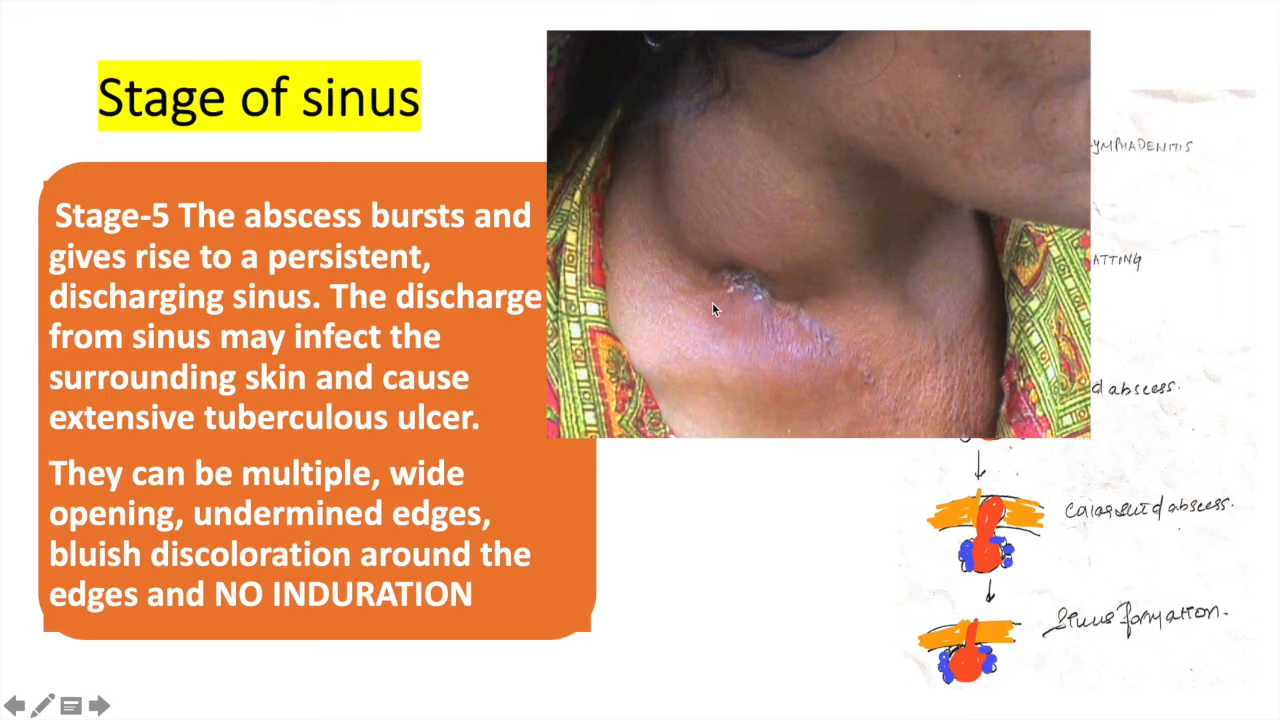 Stage of sinus
Stage-5 The abscess bursts and
gives rise to a persistent,
discharging sinus. The discharge
from sinus may infect the
surrounding skin and cause
extensive tuberculous ulcer.
They can be multiple, wide
opening, undermined edges,
bluish discoloration around the
edges and NO INDURATION
YMPHADENITIS
ATTING
d abscess.
abscess.
Sinus formation.